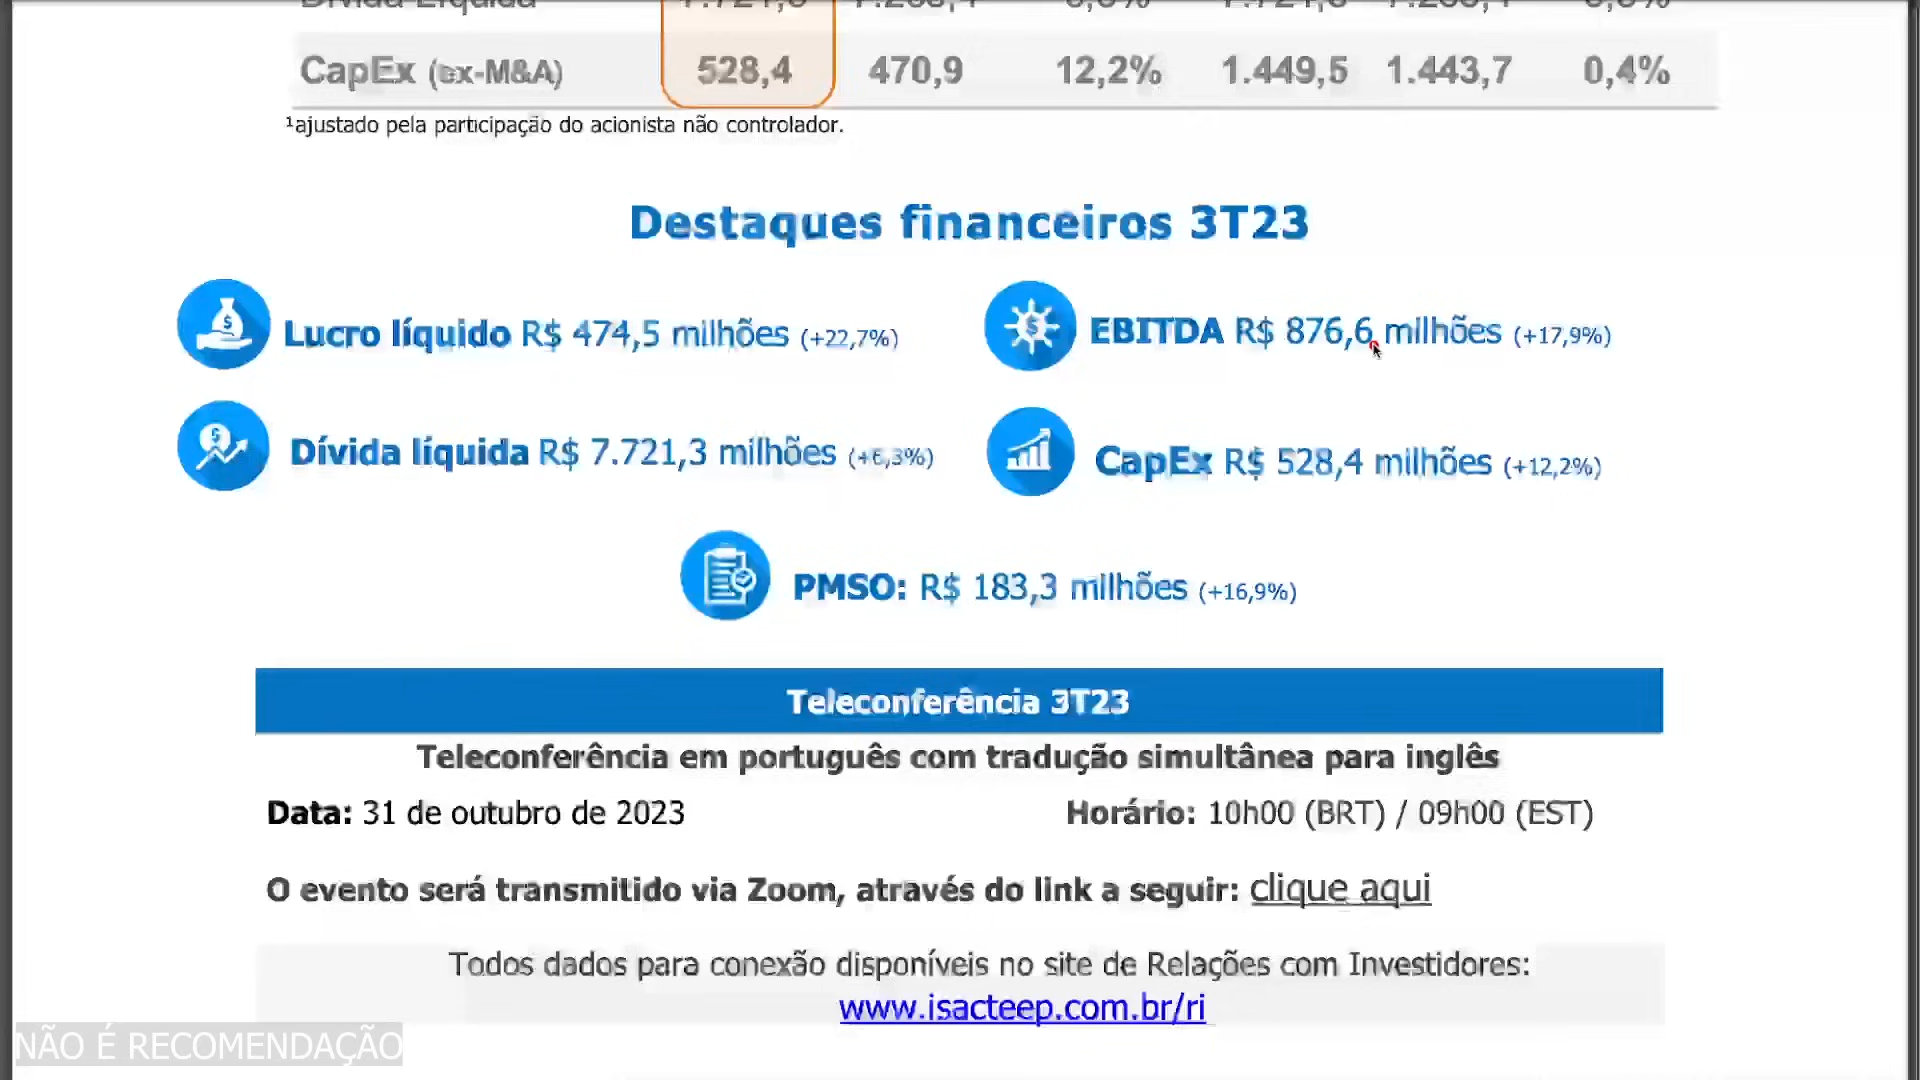 Dívida Líquida
CapEx (ex-M&A) 528,4 470,9 12,2% 1.449,5 1.443,7 0,4%
¹ajustado pela participação do acionista não controlador.
Destaques financeiros 3T23
Lucro líquido R$ 474,5 milhões (+22,7%)
EBITDA R$ 876,6 milhões (+17,9%)
Dívida líquida R$ 7.721,3 milhões (+6,3%)
CapEx R$ 528,4 milhões (+12,2%)
PMSO: R$ 183,3 milhões (+16,9%)
Teleconferência 3T23
Teleconferência em português com tradução simultânea para inglês
Data: 31 de outubro de 2023
Horário: 10h00 (BRT) / 09h00 (EST)
O evento será transmitido via Zoom, através do link a seguir: clique aqui
Todos dados para conexão disponíveis no site de Relações com Investidores:
www.isacteep.com.br/ri
NÃO É RECOMENDAÇÃO